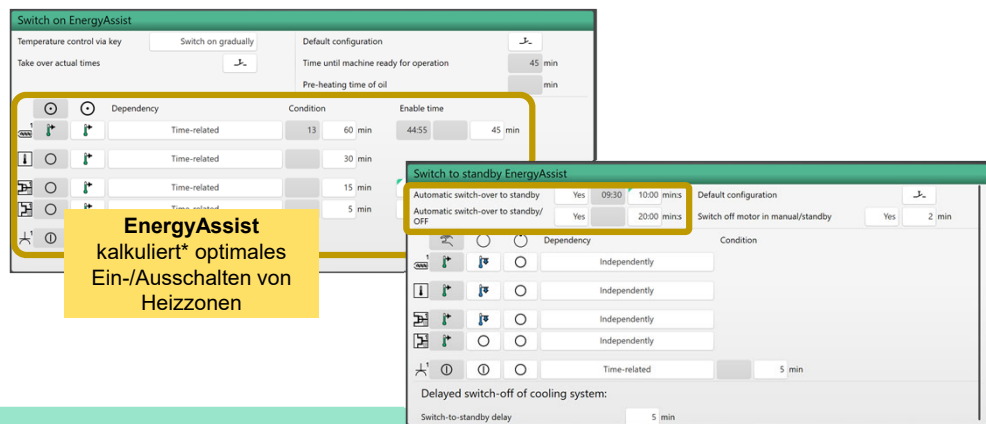 Switch on EnergyAssist
Temperature control via key Switch on gradually Default configuration
Take over actual times Time until machine ready for operation 45 min
Pre-heating time of oil min
Dependency Condition Enable time
1 Time-related 13 60 min 44:55 45 min
Time-related 30 min
Time-related 15 min
Time-related 5 min
1
EnergyAssist
kalkuliert* optimales
Ein-/Ausschalten von
Heizzonen
Switch to standby EnergyAssist
Automatic switch-over to standby Yes 09:30 10:00 min:s Default configuration
Automatic switch-over to standby/
OFF Yes 20:00 min:s Switch off motor in manual/standby Yes 2 min
Dependency Condition
1 Independently
Independently
Independently
Independently
1 Time-related 5 min
Delayed switch-off of cooling system:
Switch-to-standby delay 5 min